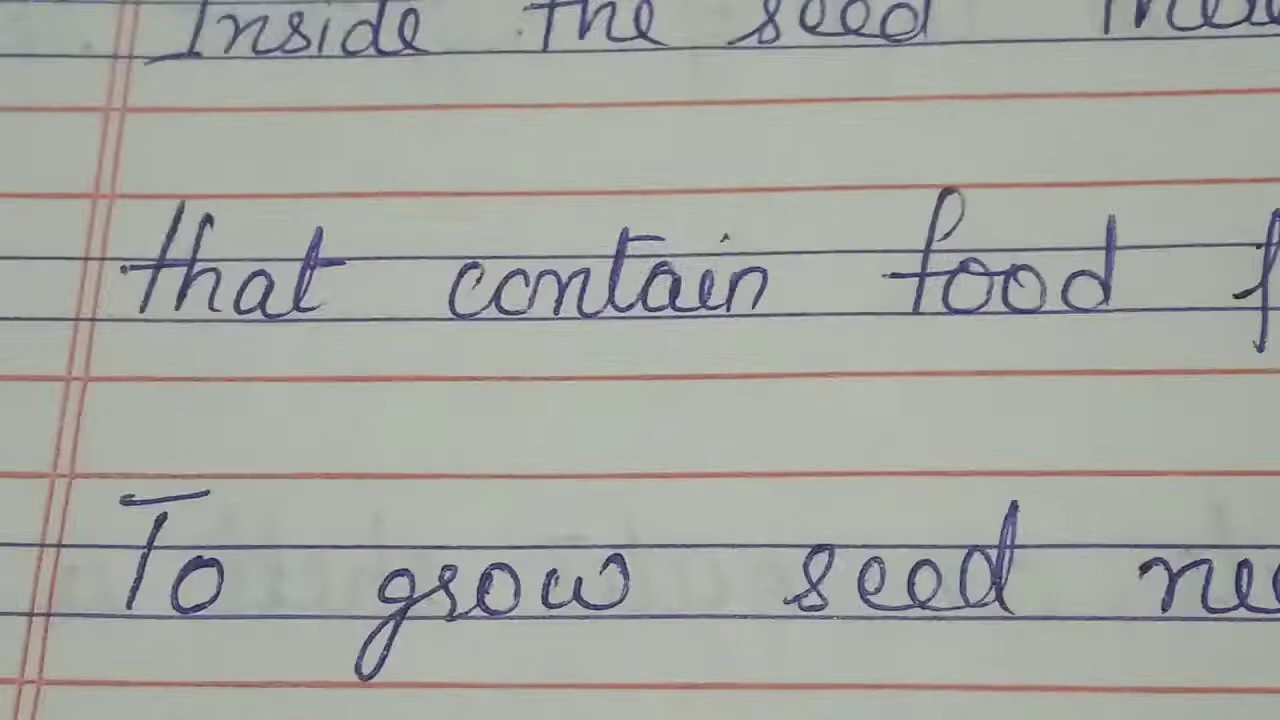 Inside the seed
that contain food
To grow seed